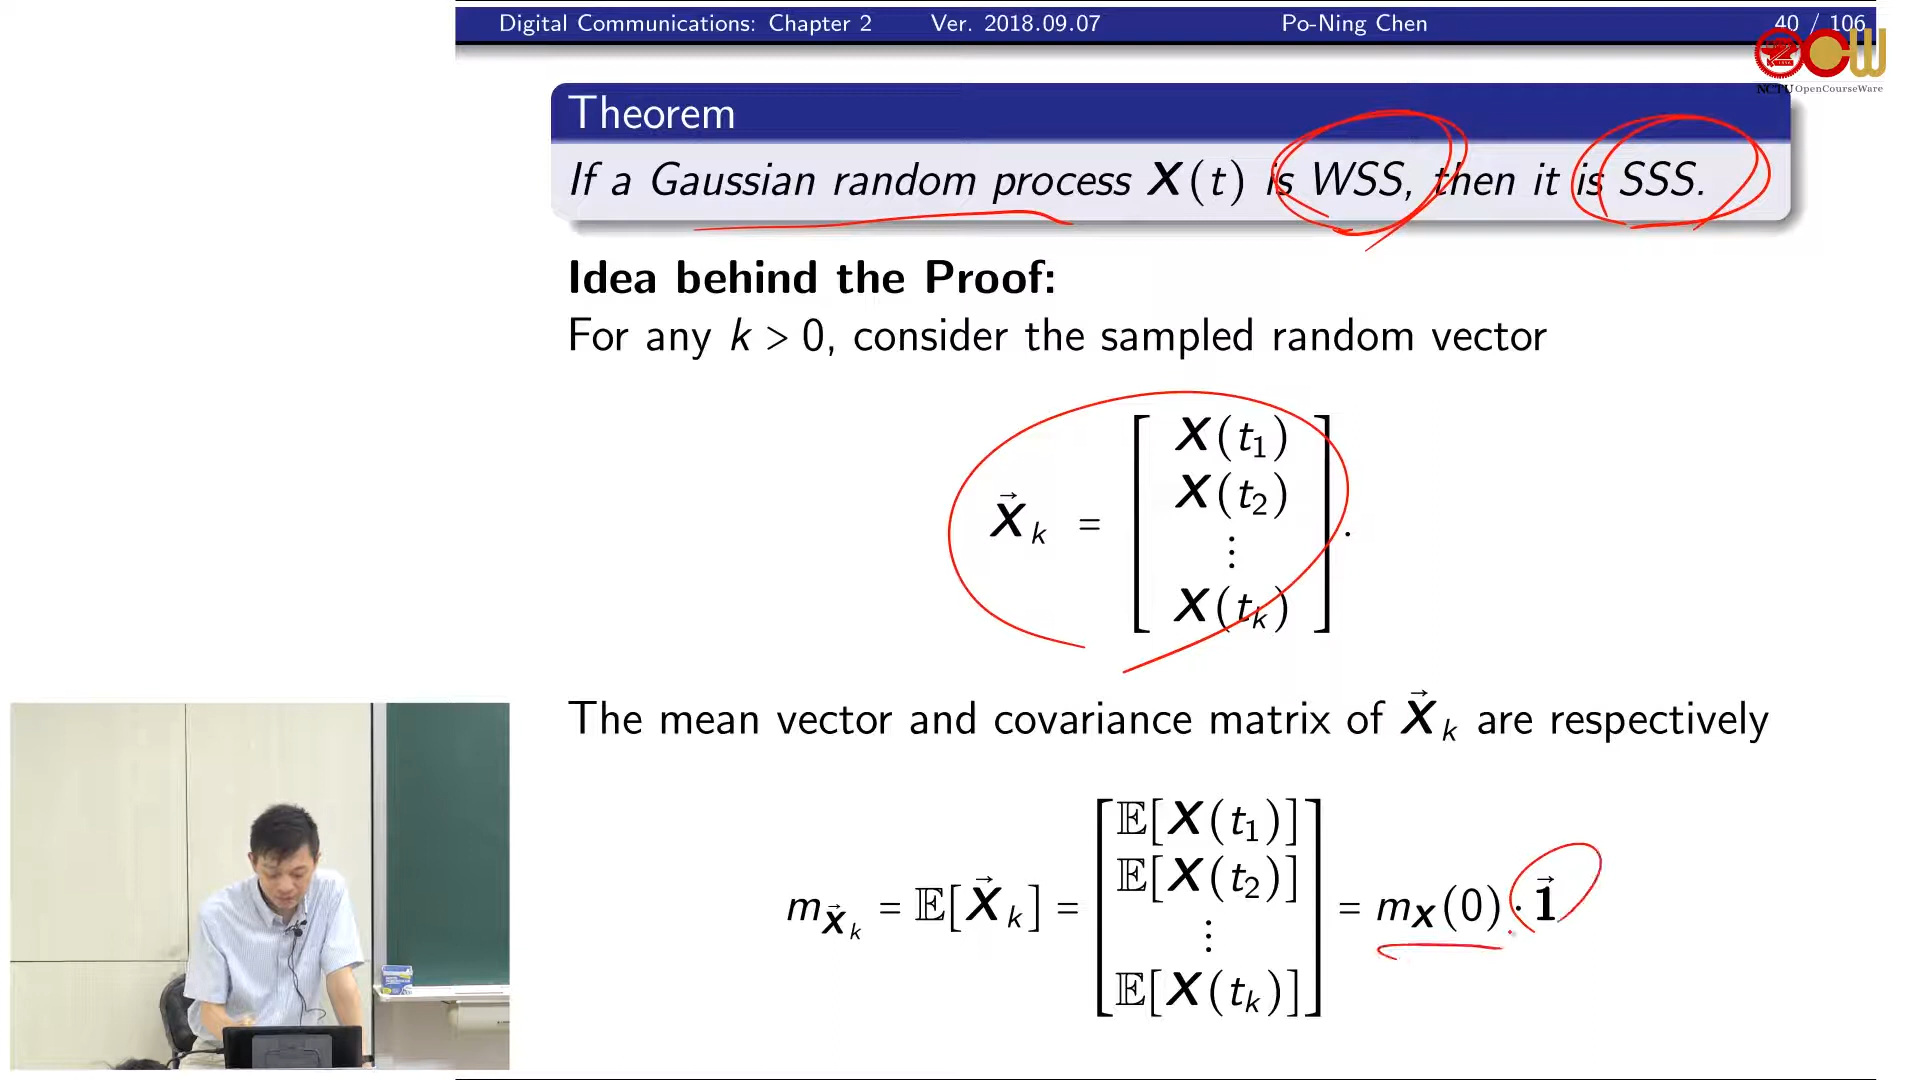 Digital Communications: Chapter 2 Ver. 2018.09.07 Po-Ning Chen 40 / 106
NCTU OpenCourseWare
Theorem
If a Gaussian random process X(t) is WSS, then it is SSS.
Idea behind the Proof:
For any k > 0, consider the sampled random vector
X(t₁)
X(t₂)
X⃗ₖ = [ ⋮ ] .
X(tₖ)
The mean vector and covariance matrix of X⃗ₖ are respectively
𝔼[X(t₁)]
𝔼[X(t₂)]
m_X⃗ₖ = 𝔼[X⃗ₖ] = [ ⋮ ] = m_X(0) · 1⃗
𝔼[X(tₖ)]